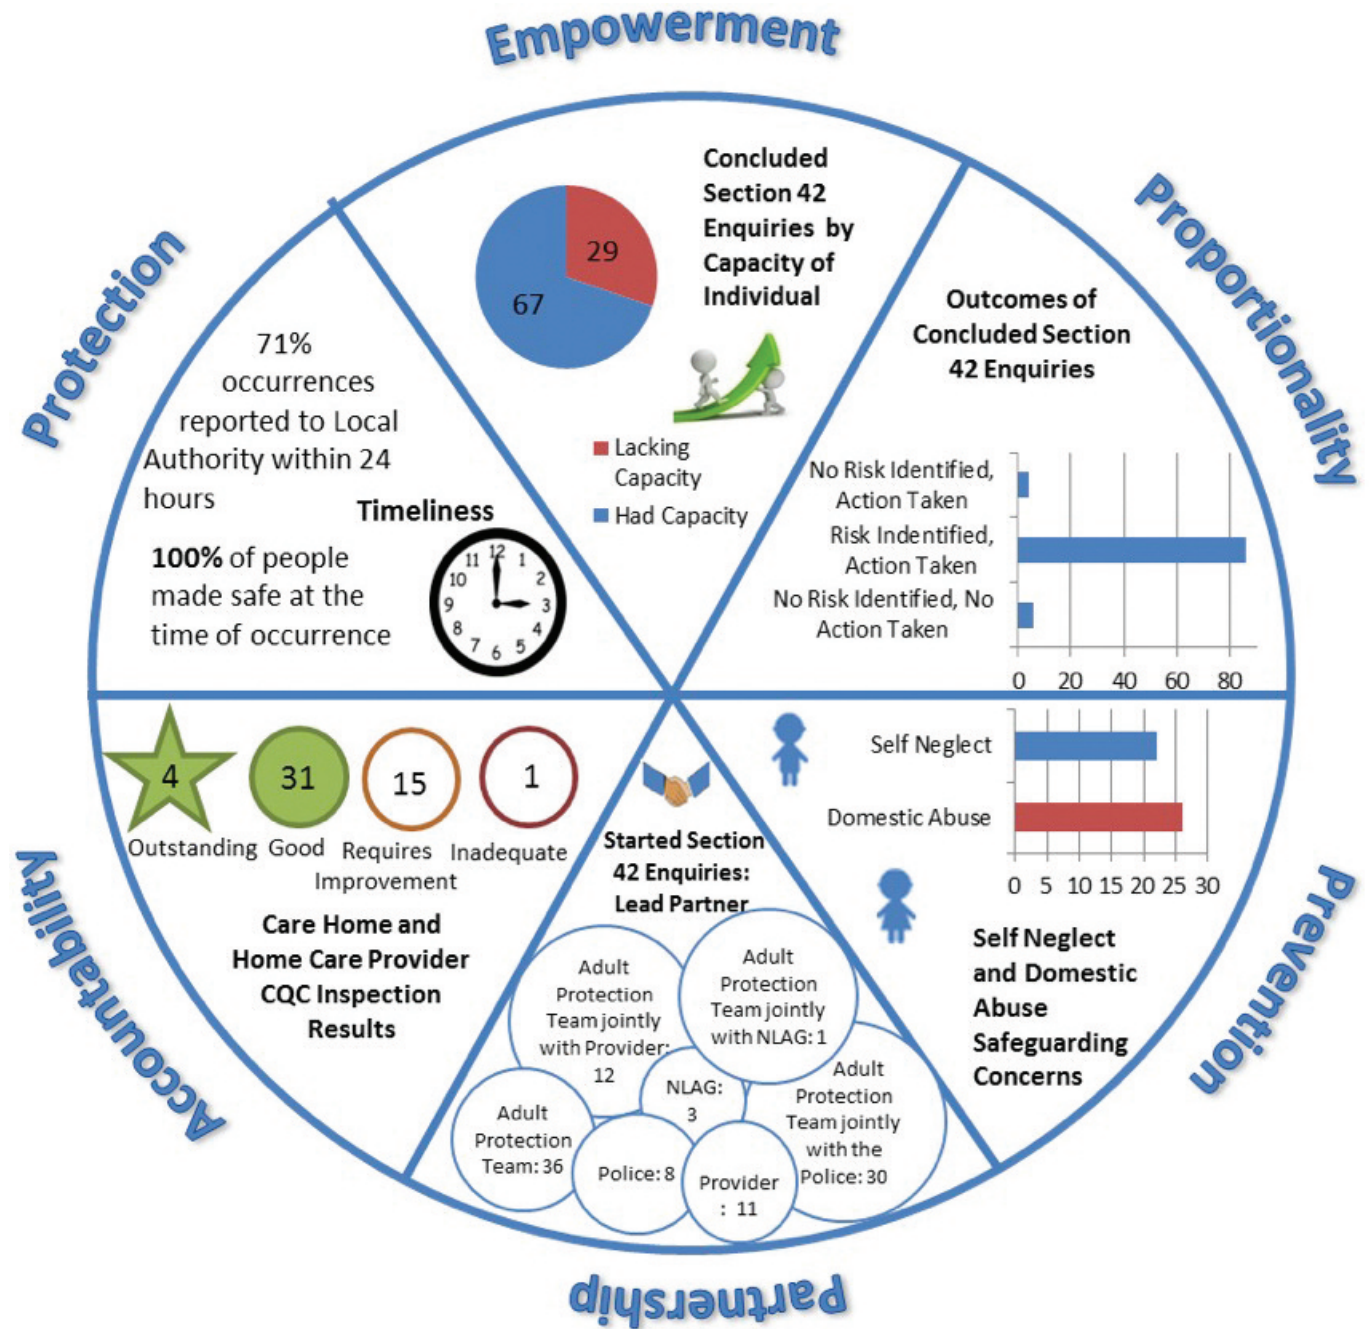 Empowerment
Concluded
Section 42
Enquiries by
Capacity of
Individual
29
67
Lacking
Capacity
Had Capacity
Proportionality
Outcomes of
Concluded Section
42 Enquiries
No Risk Identified,
Action Taken
Risk Indentified,
Action Taken
No Risk Identified, No
Action Taken
0 20 40 60 80
Protection
71%
occurrences
reported to Local
Authority within 24
hours
Timeliness
100% of people
made safe at the
time of occurrence
12
1
2
3
4
5
6
7
8
9
10
11
Accountability
4
31
15
1
Outstanding
Good
Requires
Improvement
Inadequate
Care Home and
Home Care Provider
CQC Inspection
Results
Started Section
42 Enquiries:
Lead Partner
Adult
Protection
Team jointly
with Provider:
12
Adult
Protection
Team jointly
with NLAG: 1
NLAG:
3
Adult
Protection
Team: 36
Police: 8
Provider
: 11
Adult
Protection
Team jointly
with the
Police: 30
Partnership
Self Neglect
Domestic Abuse
0 5 10 15 20 25 30
Self Neglect
and Domestic
Abuse
Safeguarding
Concerns
Prevention